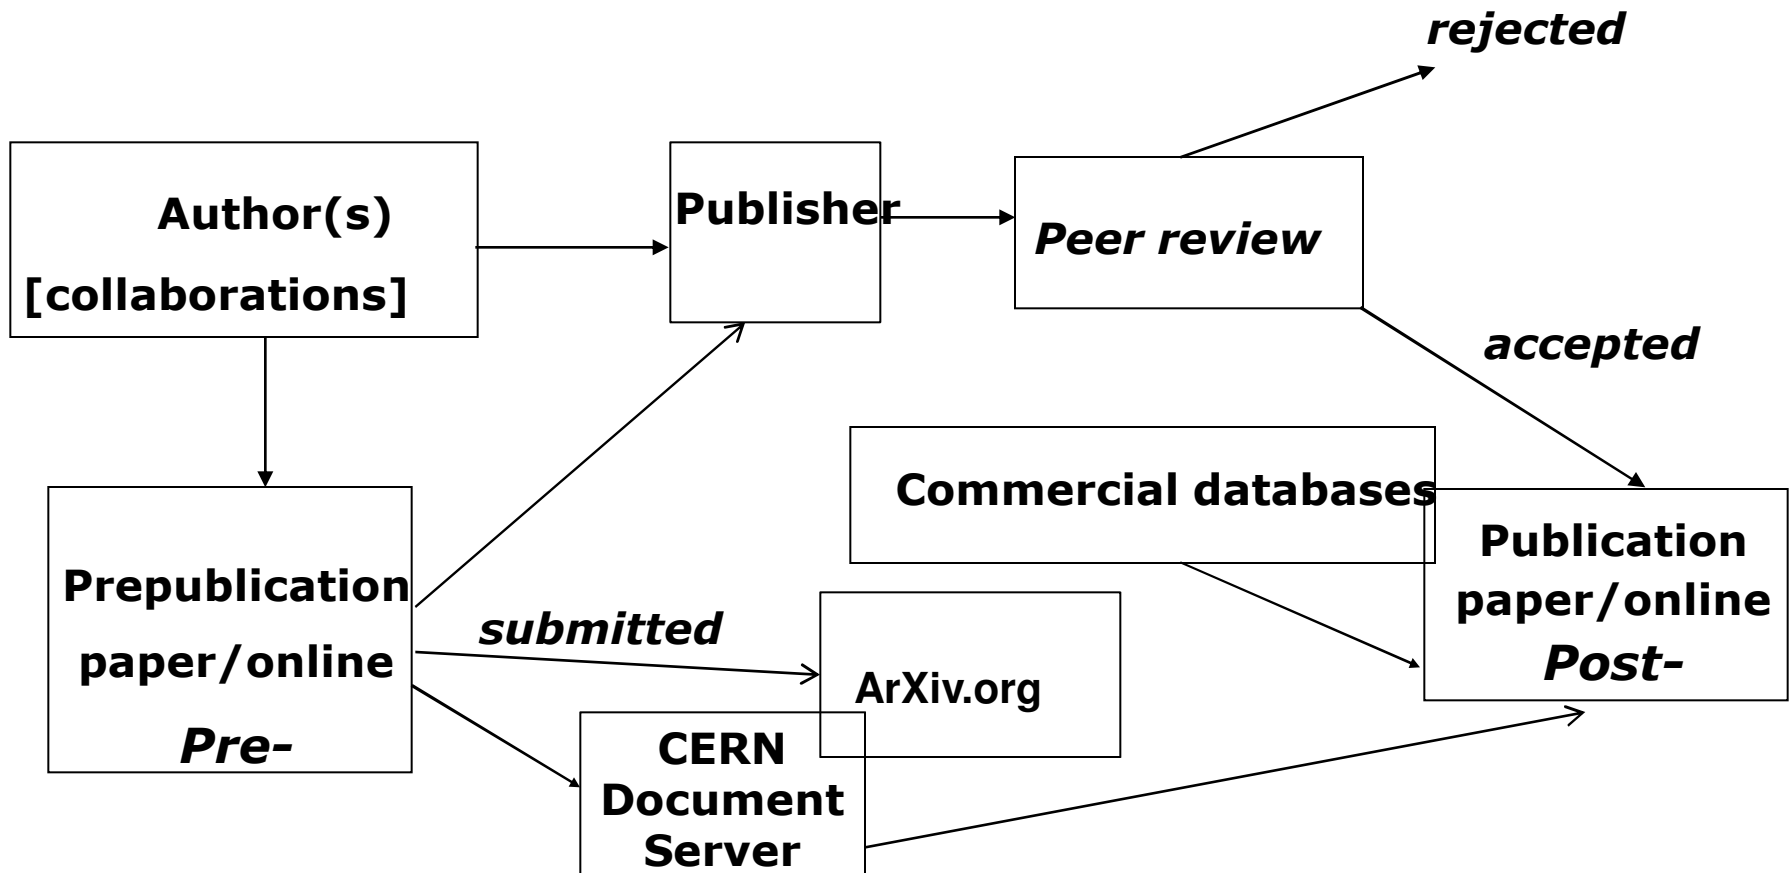 rejected
Author(s)
[collaborations]
Publisher
Peer review
accepted
Commercial databases
Publication
paper/online
Post-
Prepublication
paper/online
Pre-
submitted
ArXiv.org
CERN
Document
Server